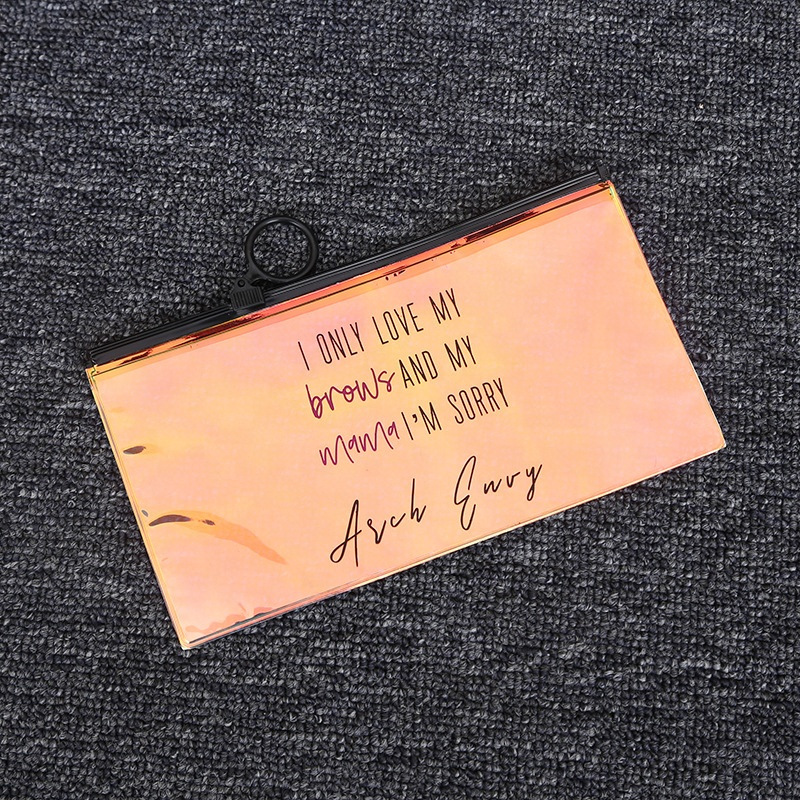 I ONLY LOVE MY
brows AND MY
mama I'M SORRY
Arch Envy